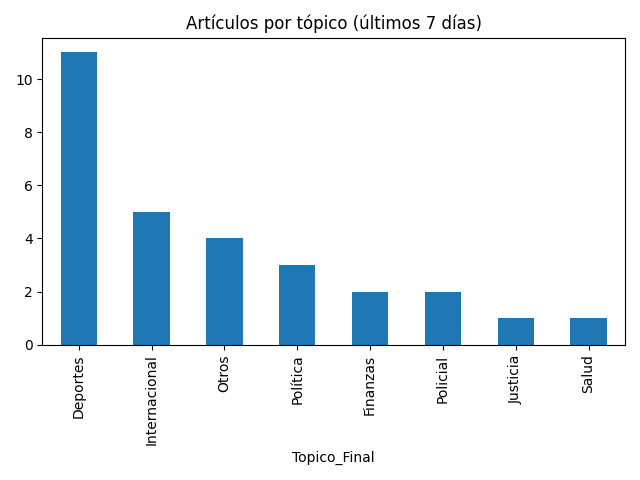 Artículos por tópico (últimos 7 días)
10
8
6
4
2
0
Deportes
Internacional
Otros
Política
Finanzas
Policial
Justicia
Salud
Topico_Final